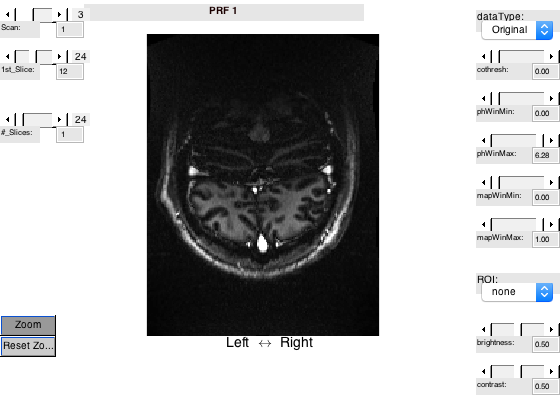 PRF 1
3
Scan:
1
24
1st_Slice:
12
24
#_Slices:
1
dataType:
Original
cothresh:
0.00
phWinMin:
0.00
phWinMax:
6.28
mapWinMin:
0.00
mapWinMax:
1.00
ROI:
none
brightness:
0.50
contrast:
0.50
Zoom
Reset Zo...
Left ↔ Right